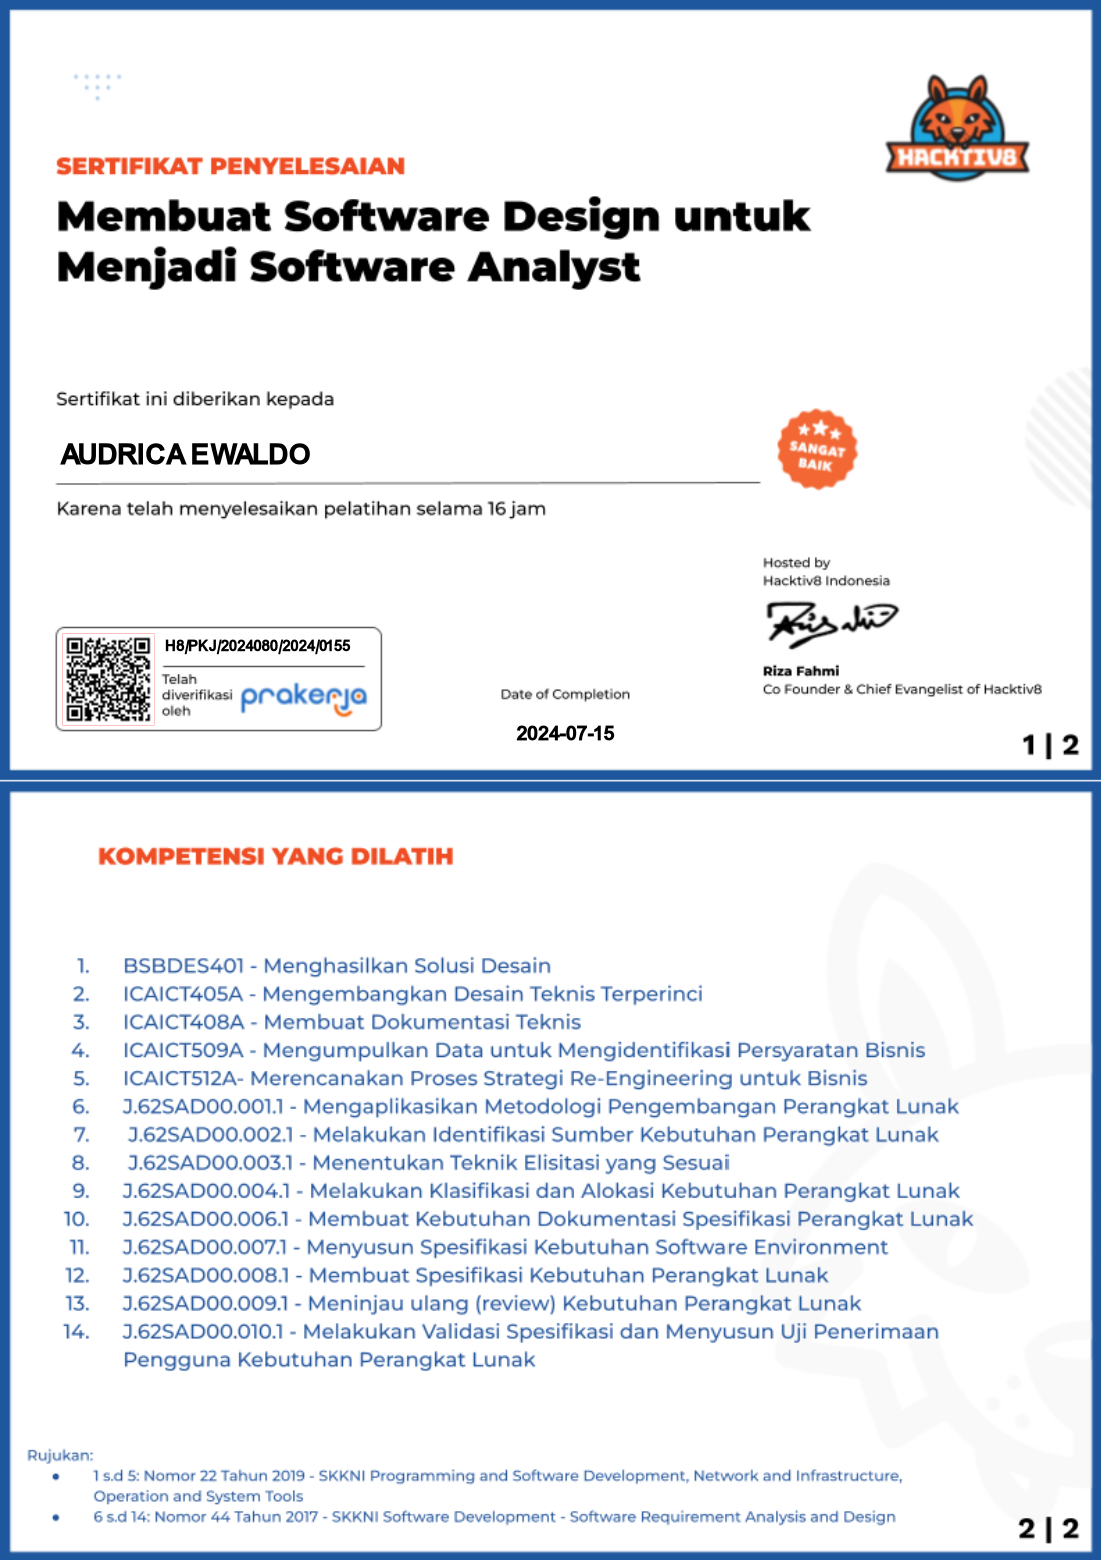 HACKTIV8
SERTIFIKAT PENYELESAIAN
Membuat Software Design untuk
Menjadi Software Analyst
Sertifikat ini diberikan kepada
AUDRICA EWALDO
SANGAT
BAIK
Karena telah menyelesaikan pelatihan selama 16 jam
Hosted by
Hacktiv8 Indonesia
Riza Fahmi
Co Founder & Chief Evangelist of Hacktiv8
H8/PKJ/2024080/2024/0155
Telah
diverifikasi
oleh
prakerja
Date of Completion
2024-07-15
1 | 2
KOMPETENSI YANG DILATIH
1. BSBDES401 - Menghasilkan Solusi Desain
2. ICAICT405A - Mengembangkan Desain Teknis Terperinci
3. ICAICT408A - Membuat Dokumentasi Teknis
4. ICAICT509A - Mengumpulkan Data untuk Mengidentifikasi Persyaratan Bisnis
5. ICAICT512A- Merencanakan Proses Strategi Re-Engineering untuk Bisnis
6. J.62SAD00.001.1 - Mengaplikasikan Metodologi Pengembangan Perangkat Lunak
7. J.62SAD00.002.1 - Melakukan Identifikasi Sumber Kebutuhan Perangkat Lunak
8. J.62SAD00.003.1 - Menentukan Teknik Elisitasi yang Sesuai
9. J.62SAD00.004.1 - Melakukan Klasifikasi dan Alokasi Kebutuhan Perangkat Lunak
10. J.62SAD00.006.1 - Membuat Kebutuhan Dokumentasi Spesifikasi Perangkat Lunak
11. J.62SAD00.007.1 - Menyusun Spesifikasi Kebutuhan Software Environment
12. J.62SAD00.008.1 - Membuat Spesifikasi Kebutuhan Perangkat Lunak
13. J.62SAD00.009.1 - Meninjau ulang (review) Kebutuhan Perangkat Lunak
14. J.62SAD00.010.1 - Melakukan Validasi Spesifikasi dan Menyusun Uji Penerimaan
Pengguna Kebutuhan Perangkat Lunak
Rujukan:
● 1 s.d 5: Nomor 22 Tahun 2019 - SKKNI Programming and Software Development, Network and Infrastructure,
Operation and System Tools
● 6 s.d 14: Nomor 44 Tahun 2017 - SKKNI Software Development - Software Requirement Analysis and Design
2 | 2